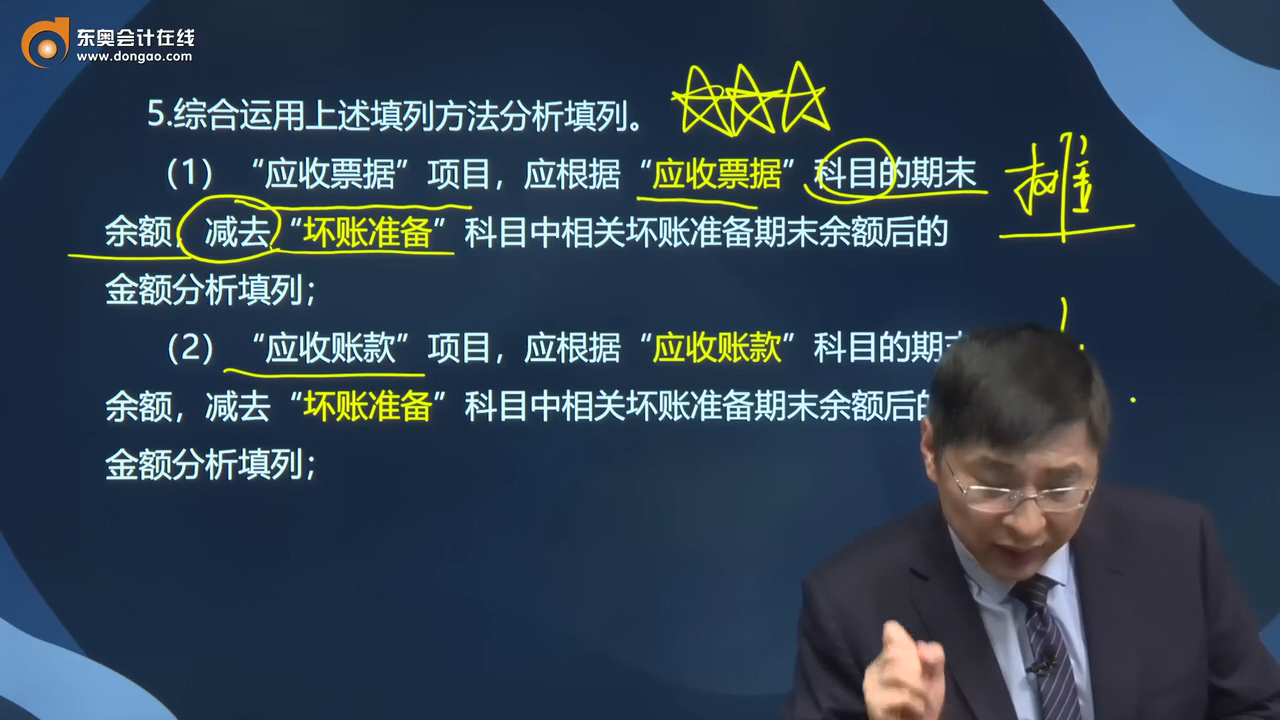 东奥会计在线
www.dongao.com
5.综合运用上述填列方法分析填列。
（1）“应收票据”项目，应根据“应收票据”科目的期末
余额，减去“坏账准备”科目中相关坏账准备期末余额后的
金额分析填列；
（2）“应收账款”项目，应根据“应收账款”科目的期
余额，减去“坏账准备”科目中相关坏账准备期末余额后
金额分析填列；